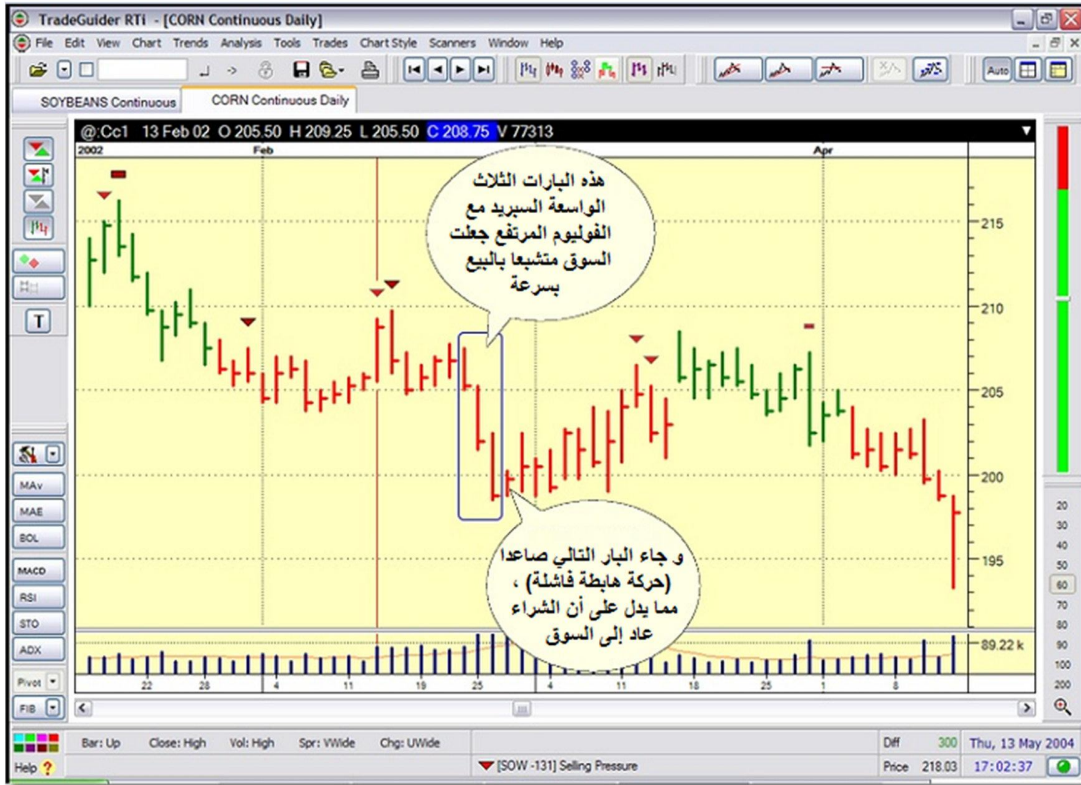 TradeGuider RTi - [CORN Continuous Daily]
File Edit View Chart Trends Analysis Tools Trades Chart Style Scanners Window Help
Auto
SOYBEANS Continuous CORN Continuous Daily
@:Cc1 13 Feb 02 O 205.50 H 209.25 L 205.50 C 208.75 V 77313
2002 Feb Apr
هذه البارات الثلاث
الواسعة السبريد مع
الفوليوم المرتفع جعلت
السوق متشبعا بالبيع
بسرعة
215
210
205
200
195
و جاء البار التالي صاعدا
(حركة هابطة فاشلة) ،
مما يدل على أن الشراء
عاد إلى السوق
89.22 k
22 28 4 11 19 25 4 11 18 25 1 8
T
MAv
MAE
BOL
MACD
RSI
STO
ADX
Pivot
FIB
20
30
40
50
60
70
80
90
100
200
Bar: Up Close: High Vol: High Spr: VWide Chg: UWide Diff 300 Thu, 13 May 2004
Help ? [SOW -131] Selling Pressure Price 218.03 17:02:37